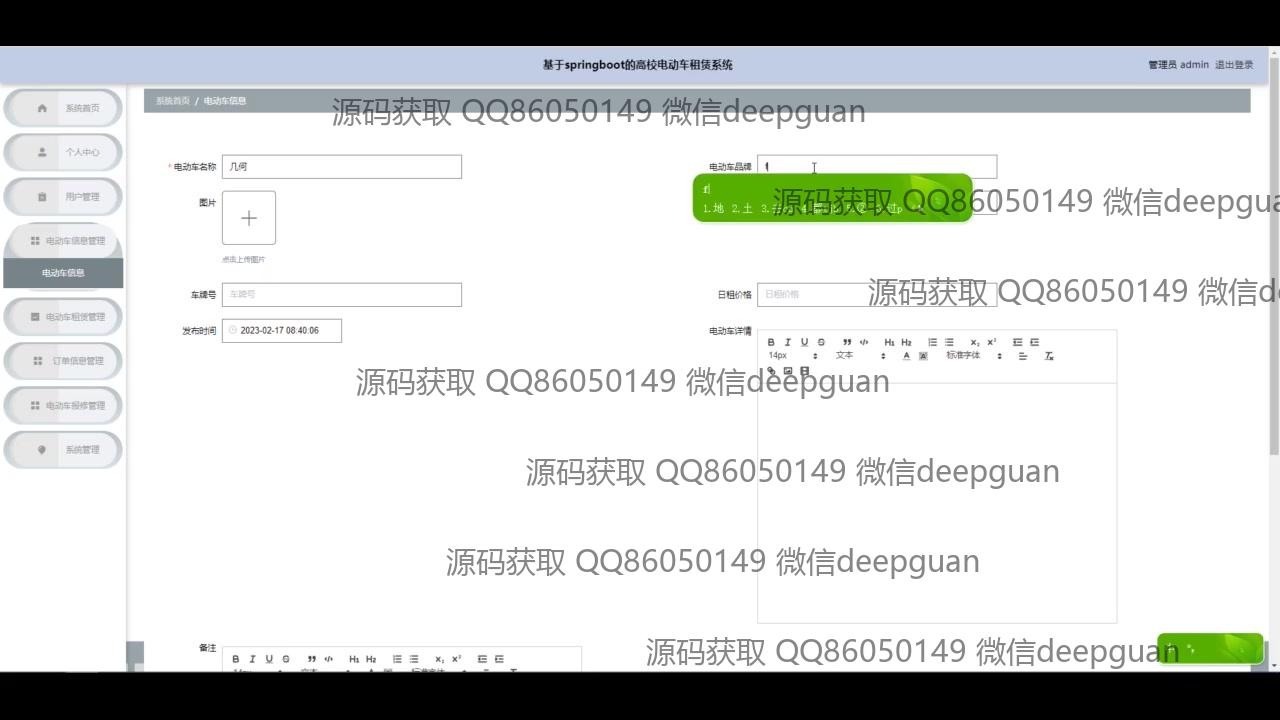 基于springboot的高校电动车租赁系统
管理员 admin 退出登录
系统首页
个人中心
用户管理
电动车信息管理
电动车信息
电动车租赁管理
订单信息管理
电动车报修管理
系统管理
系统首页 / 电动车信息
源码获取 QQ86050149 微信deepguan
* 电动车名称 几何
电动车品牌 f
f
1.地 2.土
源码获取 QQ86050149 微信deepgua
图片
点击上传图片
车牌号 车牌号
日租价格 日租价格
源码获取 QQ86050149 微信d
发布时间 2023-02-17 08:40:06
电动车详情
B I U S H1 H2 x₂ x²
14px 文本 A 标准字体
源码获取 QQ86050149 微信deepguan
源码获取 QQ86050149 微信deepguan
源码获取 QQ86050149 微信deepguan
备注
B I U S H1 H2 x₂ x²
源码获取 QQ86050149 微信deepguan